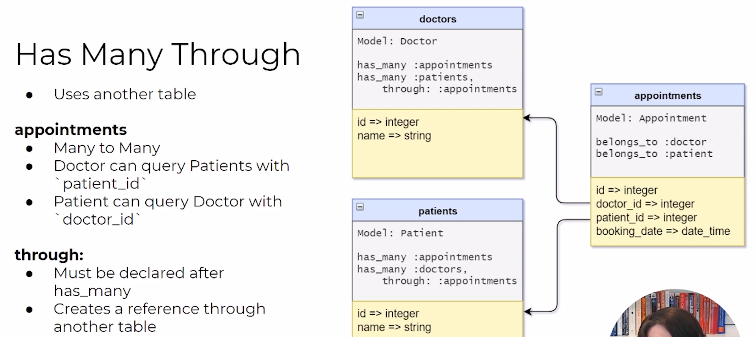 Has Many Through
● Uses another table
appointments
● Many to Many
● Doctor can query Patients with
`patient_id`
● Patient can query Doctor with
`doctor_id`
through:
● Must be declared after
has_many
● Creates a reference through
another table
doctors
Model: Doctor
has_many :appointments
has_many :patients,
through: :appointments
id => integer
name => string
patients
Model: Patient
has_many :appointments
has_many :doctors,
through: :appointments
id => integer
name => string
appointments
Model: Appointment
belongs_to :doctor
belongs_to :patient
id => integer
doctor_id => integer
patient_id => integer
booking_date => date_time